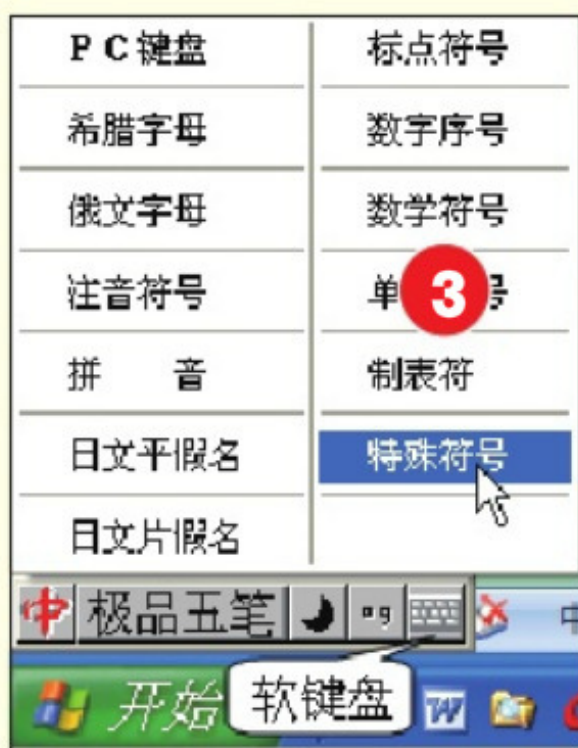 PC键盘 标点符号
希腊字母 数字序号
俄文字母 数学符号
注音符号 单 3 号
拼 音 制表符
日文平假名 特殊符号
日文片假名
中 极品五笔 中
开始 软键盘 W